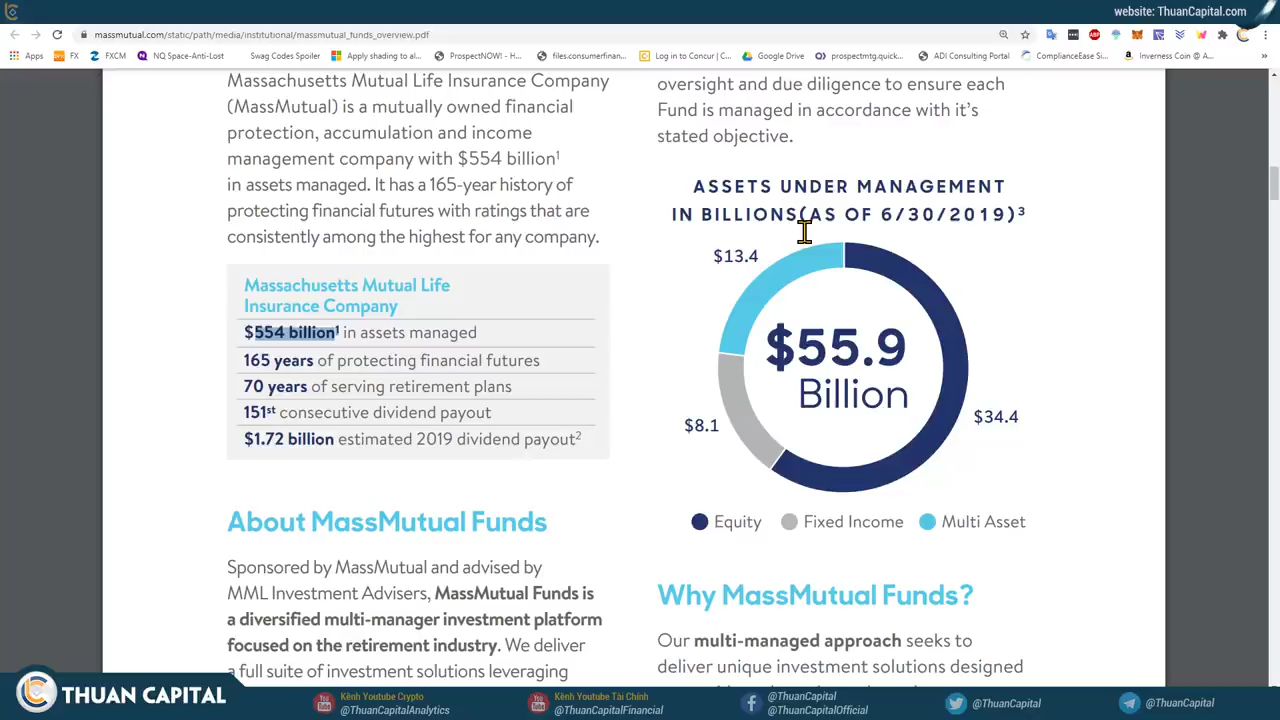 website: ThuanCapital.com
massmutual.com/static/path/media/institutional/massmutual_funds_overview.pdf
Apps
FX
FXCM
NQ Space-Anti-Lost
Swag Codes Spoiler
Apply shading to al...
ProspectNOW! - H...
files.consumerfinan...
Log in to Concur | C...
Google Drive
prospectmtg.quick...
ADI Consulting Portal
ComplianceEase Si...
Inverness Coin @ A...
Massachusetts Mutual Life Insurance Company
(MassMutual) is a mutually owned financial
protection, accumulation and income
management company with $554 billion¹
in assets managed. It has a 165-year history of
protecting financial futures with ratings that are
consistently among the highest for any company.
Massachusetts Mutual Life
Insurance Company
$554 billion¹ in assets managed
165 years of protecting financial futures
70 years of serving retirement plans
151st consecutive dividend payout
$1.72 billion estimated 2019 dividend payout²
About MassMutual Funds
Sponsored by MassMutual and advised by
MML Investment Advisers, MassMutual Funds is
a diversified multi-manager investment platform
focused on the retirement industry. We deliver
a full suite of investment solutions leveraging
oversight and due diligence to ensure each
Fund is managed in accordance with it's
stated objective.
ASSETS UNDER MANAGEMENT
IN BILLIONS(AS OF 6/30/2019)³
$13.4
$55.9
Billion
$8.1
$34.4
Equity
Fixed Income
Multi Asset
Why MassMutual Funds?
Our multi-managed approach seeks to
deliver unique investment solutions designed
THUAN CAPITAL
Kênh Youtube Crypto
@ThuanCapitalAnalytics
Kênh Youtube Tài Chính
@ThuanCapitalFinancial
@ThuanCapital
@ThuanCapitalOfficial
@ThuanCapital
@ThuanCapital